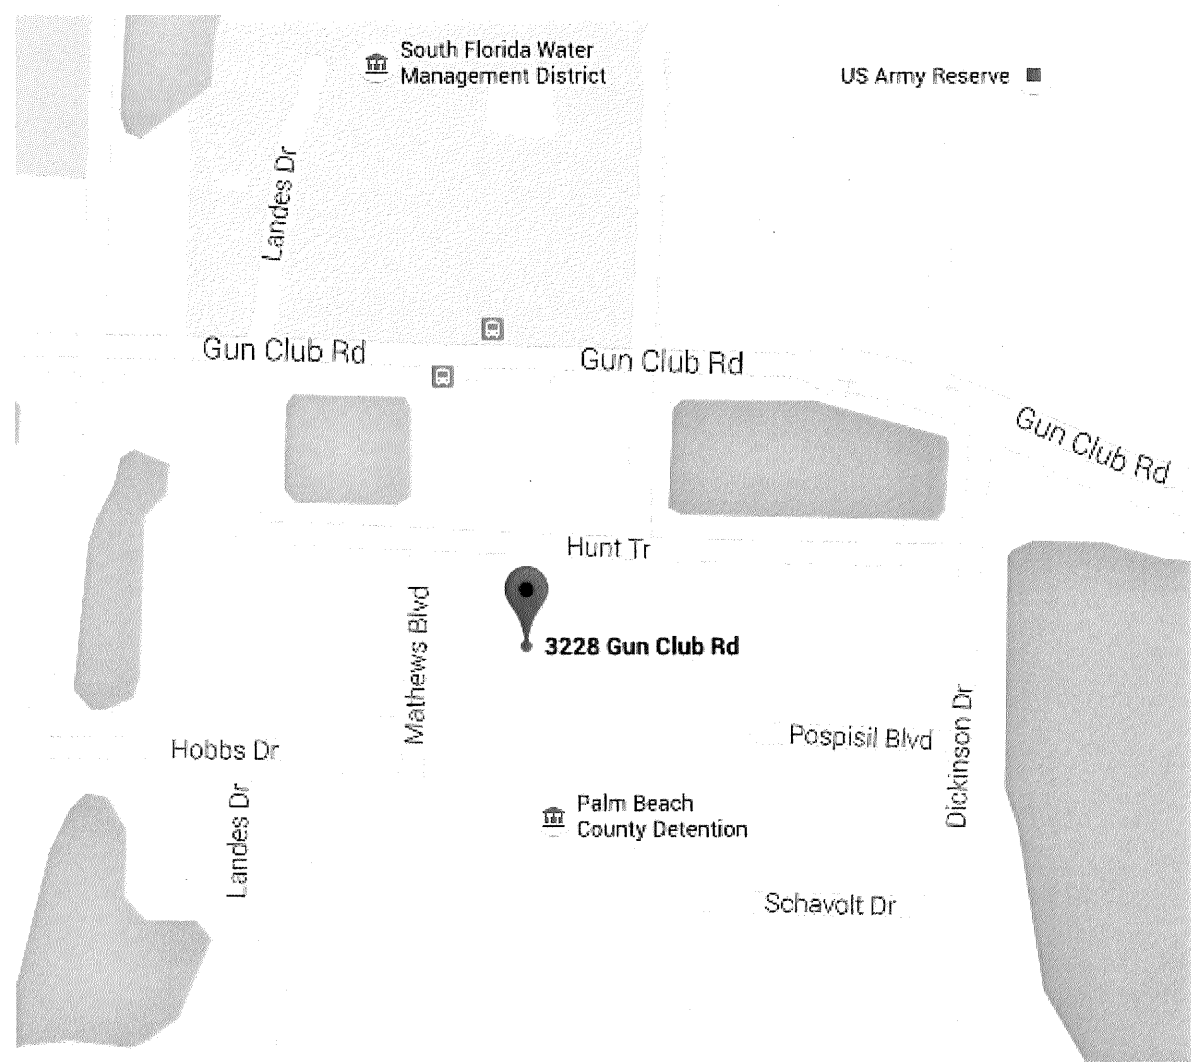 South Florida Water
Management District
US Army Reserve
Landes Dr
Gun Club Rd
Gun Club Rd
Gun Club Rd
Hunt Tr
Mathews Blvd
3228 Gun Club Rd
Dickinson Dr
Pospisil Blvd
Hobbs Dr
Landes Dr
Palm Beach
County Detention
Schavolt Dr